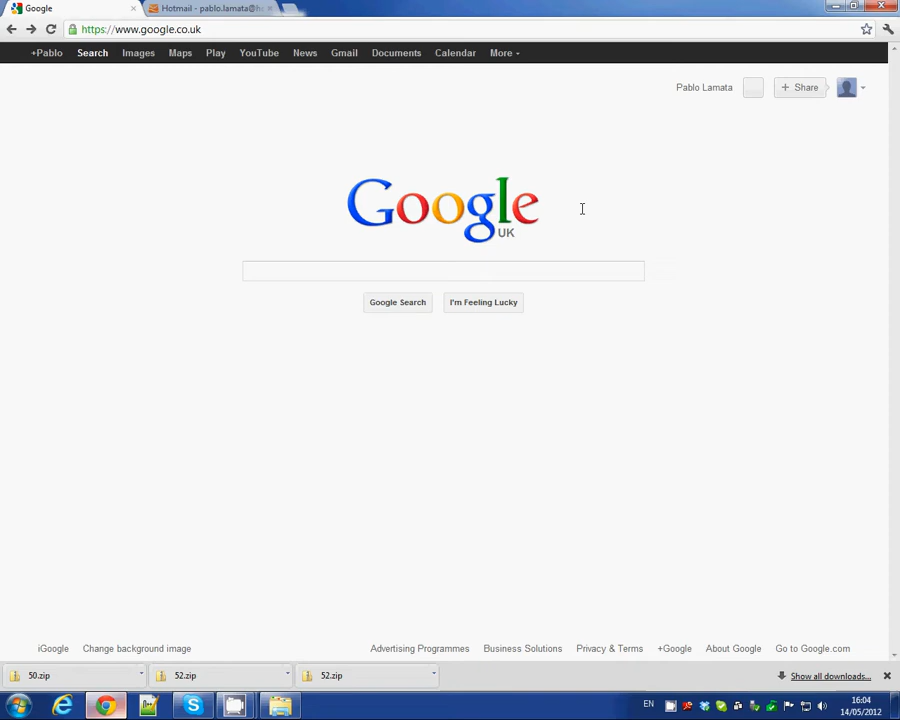 Google
Hotmail - pablo.lamata@h
https://www.google.co.uk
+Pablo Search Images Maps Play YouTube News Gmail Documents Calendar More
Pablo Lamata + Share
Google
UK
Google Search I'm Feeling Lucky
iGoogle Change background image Advertising Programmes Business Solutions Privacy & Terms +Google About Google Go to Google.com
50.zip 52.zip 52.zip Show all downloads...
EN 16:04
14/05/2012